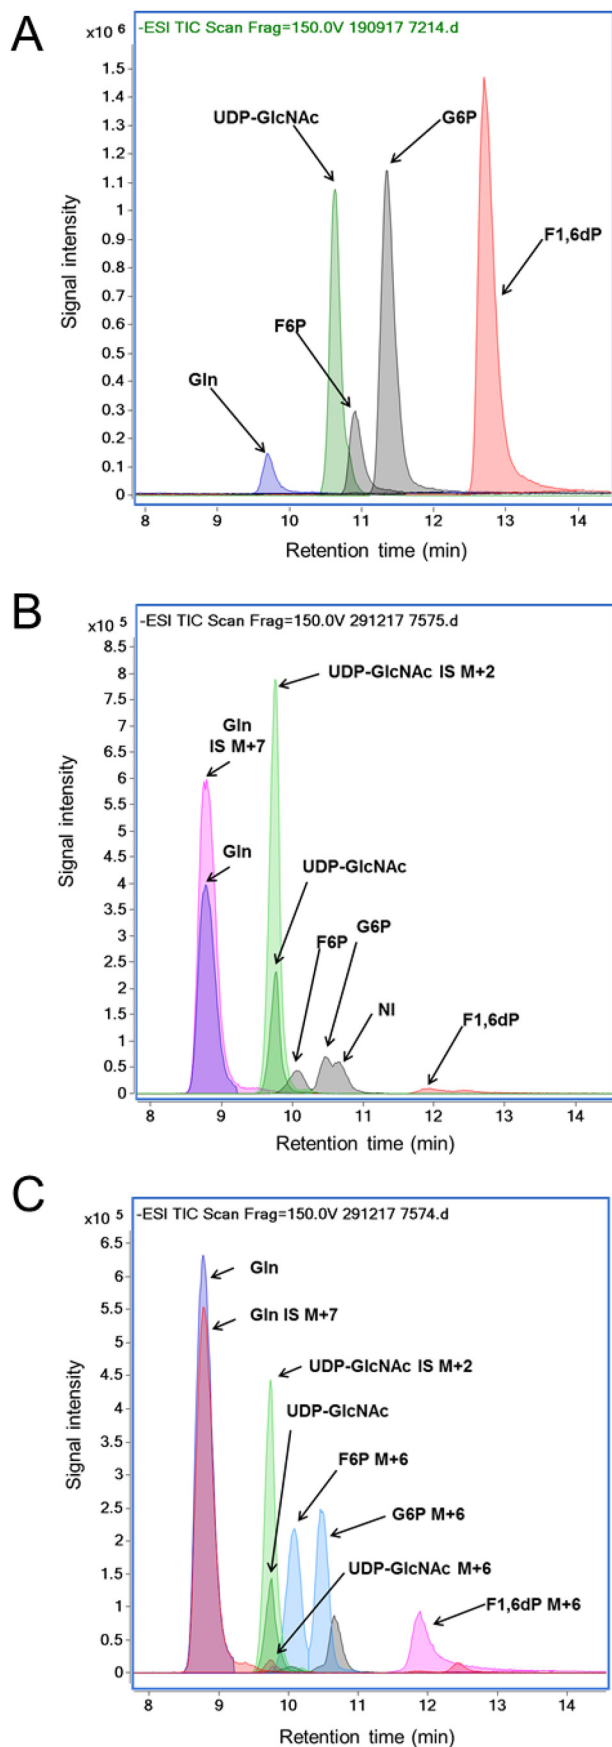 A
-ESI TIC Scan Frag=150.0V 190917 7214.d
x10 6
1.5
1.4
1.3
1.2
1.1
1
0.9
0.8
0.7
0.6
0.5
0.4
0.3
0.2
0.1
0
Signal intensity
UDP-GlcNAc
G6P
F1,6dP
F6P
Gln
8 9 10 11 12 13 14
Retention time (min)
B
-ESI TIC Scan Frag=150.0V 291217 7575.d
x10 5
8.5
8
7.5
7
6.5
6
5.5
5
4.5
4
3.5
3
2.5
2
1.5
1
0.5
0
Signal intensity
UDP-GlcNAc IS M+2
Gln
IS M+7
Gln
UDP-GlcNAc
F6P
G6P
NI
F1,6dP
8 9 10 11 12 13 14
Retention time (min)
C
-ESI TIC Scan Frag=150.0V 291217 7574.d
x10 5
6.5
6
5.5
5
4.5
4
3.5
3
2.5
2
1.5
1
0.5
0
Signal intensity
Gln
Gln IS M+7
UDP-GlcNAc IS M+2
UDP-GlcNAc
F6P M+6
G6P M+6
UDP-GlcNAc M+6
F1,6dP M+6
8 9 10 11 12 13 14
Retention time (min)